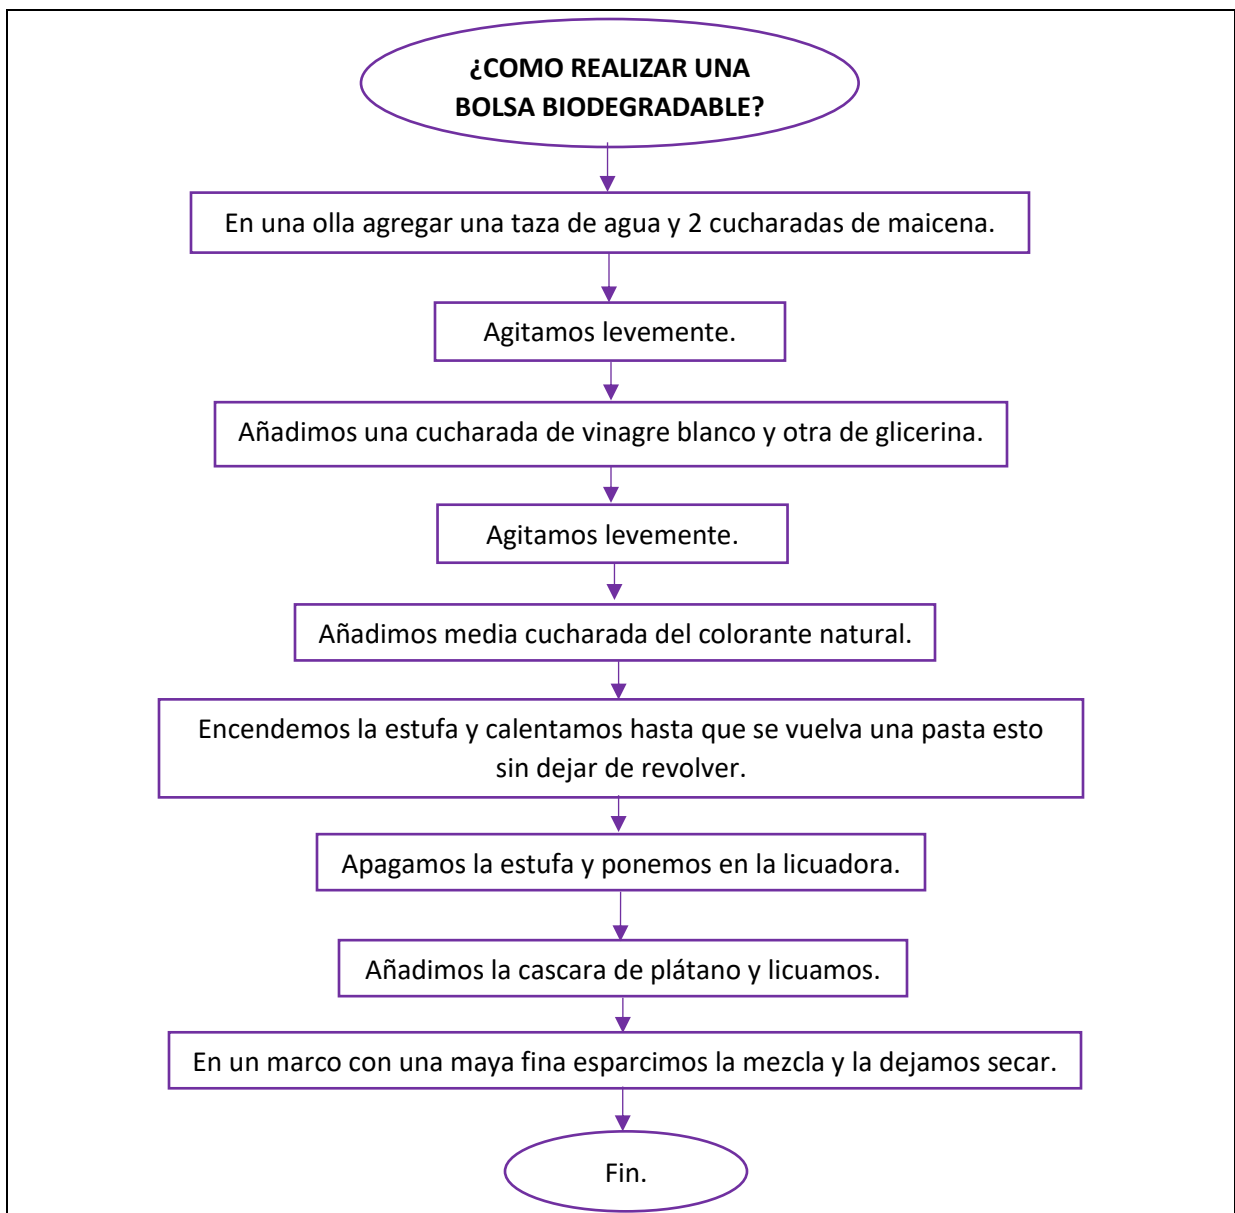 ¿COMO REALIZAR UNA
BOLSA BIODEGRADABLE?
En una olla agregar una taza de agua y 2 cucharadas de maicena.
Agitamos levemente.
Añadimos una cucharada de vinagre blanco y otra de glicerina.
Agitamos levemente.
Añadimos media cucharada del colorante natural.
Encendemos la estufa y calentamos hasta que se vuelva una pasta esto
sin dejar de revolver.
Apagamos la estufa y ponemos en la licuadora.
Añadimos la cascara de plátano y licuamos.
En un marco con una maya fina esparcimos la mezcla y la dejamos secar.
Fin.